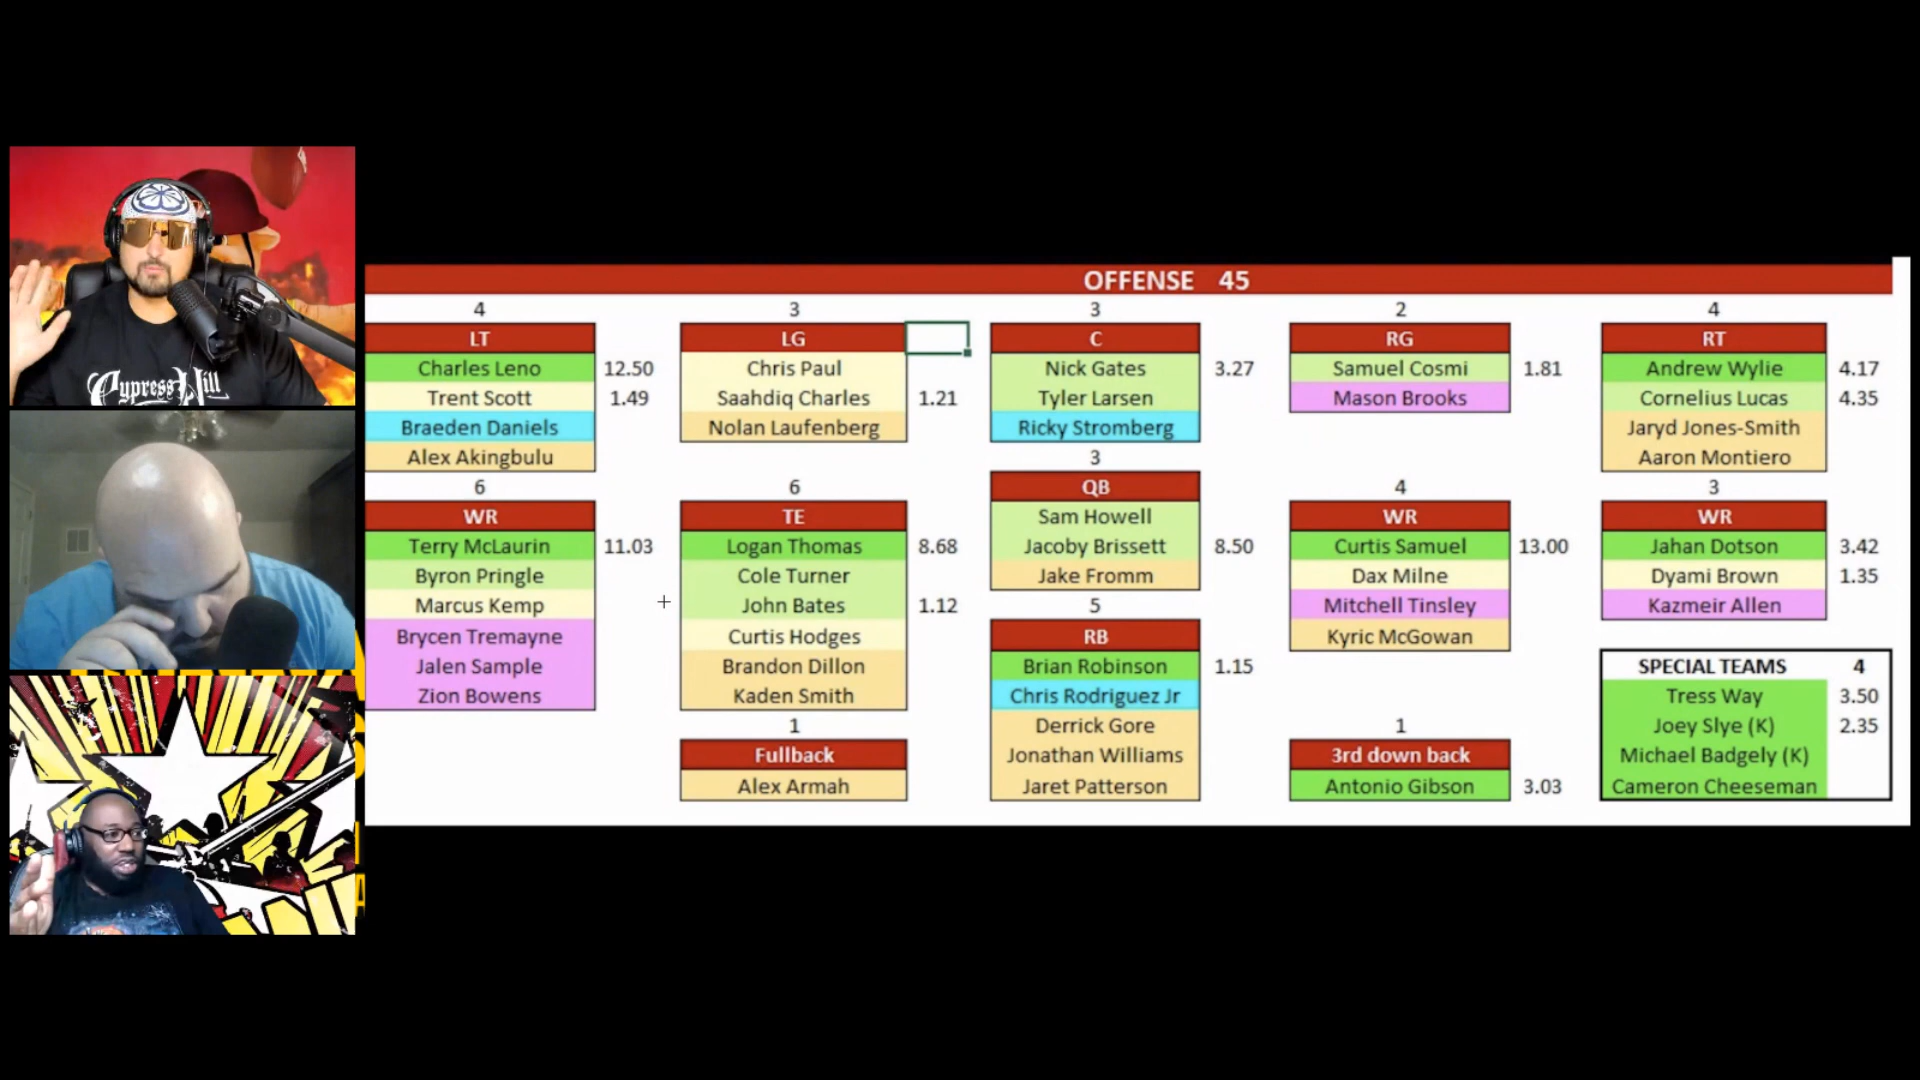 Cypress Hill
OFFENSE 45
4 3 3 2 4
LT LG C RG RT
Charles Leno 12.50 Chris Paul Nick Gates 3.27 Samuel Cosmi 1.81 Andrew Wylie 4.17
Trent Scott 1.49 Saahdiq Charles 1.21 Tyler Larsen Mason Brooks Cornelius Lucas 4.35
Braeden Daniels Nolan Laufenberg Ricky Stromberg Jaryd Jones-Smith
Alex Akingbulu 3 Aaron Montiero
6 6 QB 4 3
WR TE Sam Howell WR WR
Terry McLaurin 11.03 Logan Thomas 8.68 Jacoby Brissett 8.50 Curtis Samuel 13.00 Jahan Dotson 3.42
Byron Pringle Cole Turner Jake Fromm Dax Milne Dyami Brown 1.35
Marcus Kemp John Bates 1.12 5 Mitchell Tinsley Kazmeir Allen
Brycen Tremayne Curtis Hodges RB Kyric McGowan
Jalen Sample Brandon Dillon Brian Robinson 1.15 SPECIAL TEAMS 4
Zion Bowens Kaden Smith Chris Rodriguez Jr Tress Way 3.50
1 Derrick Gore 1 Joey Slye (K) 2.35
Fullback Jonathan Williams 3rd down back Michael Badgely (K)
Alex Armah Jaret Patterson Antonio Gibson 3.03 Cameron Cheeseman